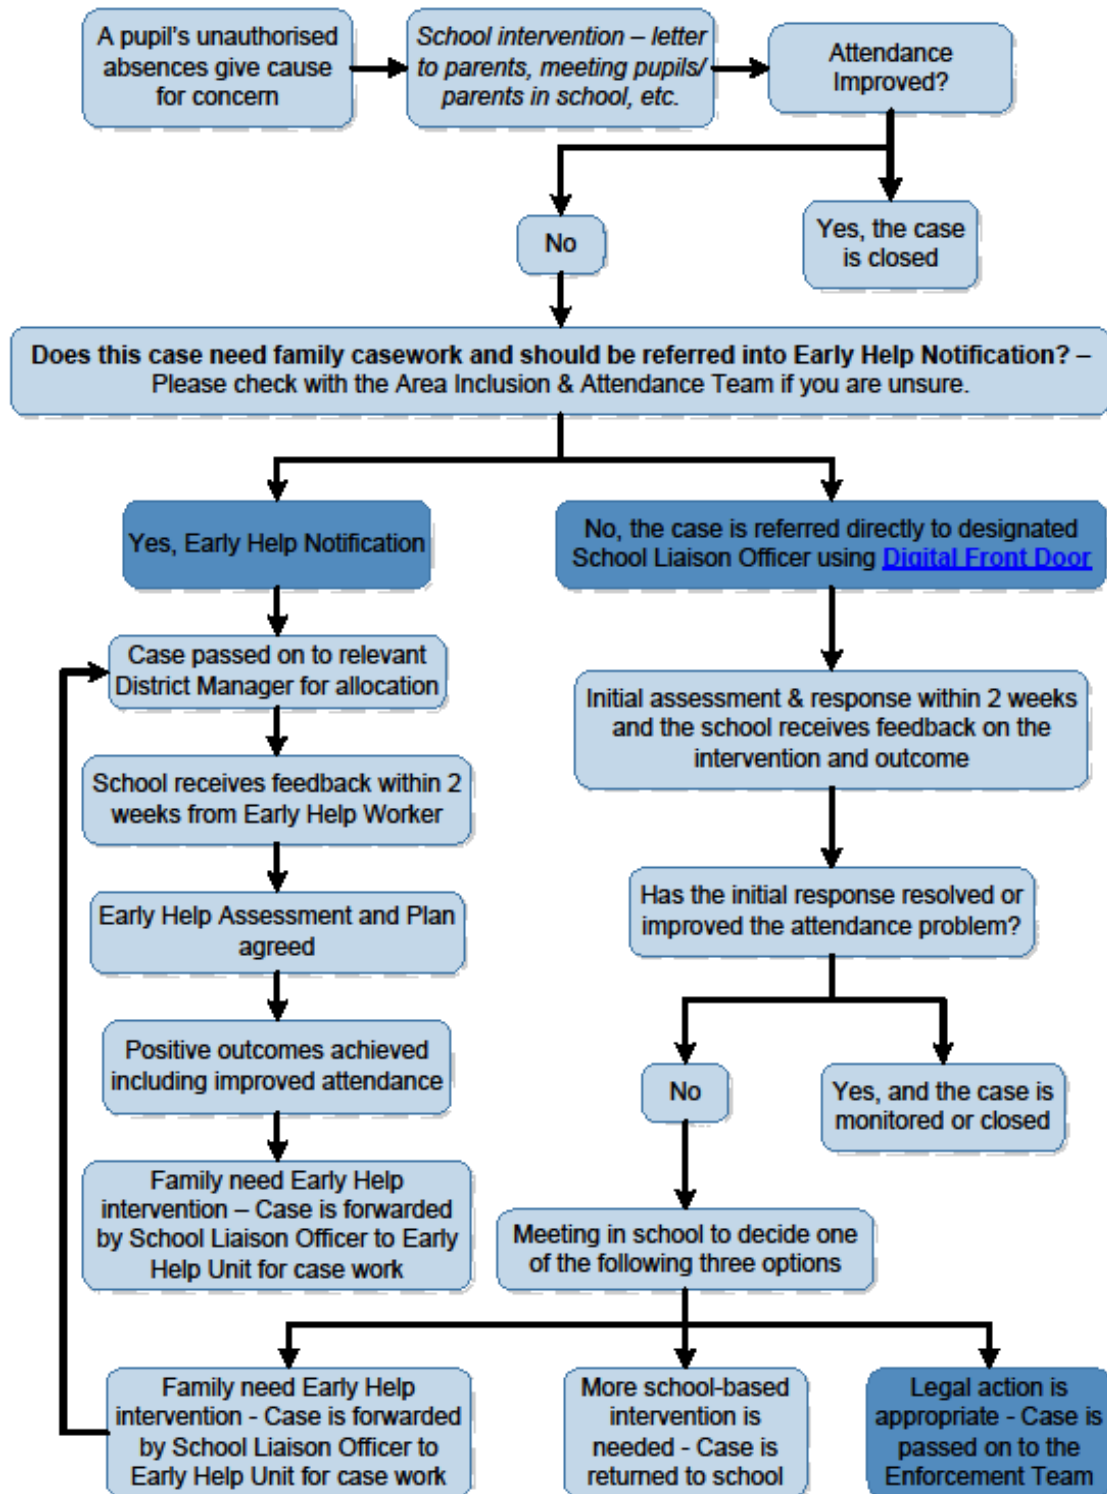 A pupil's unauthorised
absences give cause
for concern
School intervention – letter
to parents, meeting pupils/
parents in school, etc.
Attendance
Improved?
No
Yes, the case
is closed
Does this case need family casework and should be referred into Early Help Notification? –
Please check with the Area Inclusion & Attendance Team if you are unsure.
Yes, Early Help Notification
No, the case is referred directly to designated
School Liaison Officer using Digital Front Door
Case passed on to relevant
District Manager for allocation
School receives feedback within 2
weeks from Early Help Worker
Early Help Assessment and Plan
agreed
Positive outcomes achieved
including improved attendance
Family need Early Help
intervention – Case is forwarded
by School Liaison Officer to Early
Help Unit for case work
Initial assessment & response within 2 weeks
and the school receives feedback on the
intervention and outcome
Has the initial response resolved or
improved the attendance problem?
No
Yes, and the case is
monitored or closed
Meeting in school to decide one
of the following three options
Family need Early Help
intervention - Case is forwarded
by School Liaison Officer to
Early Help Unit for case work
More school-based
intervention is
needed - Case is
returned to school
Legal action is
appropriate - Case is
passed on to the
Enforcement Team